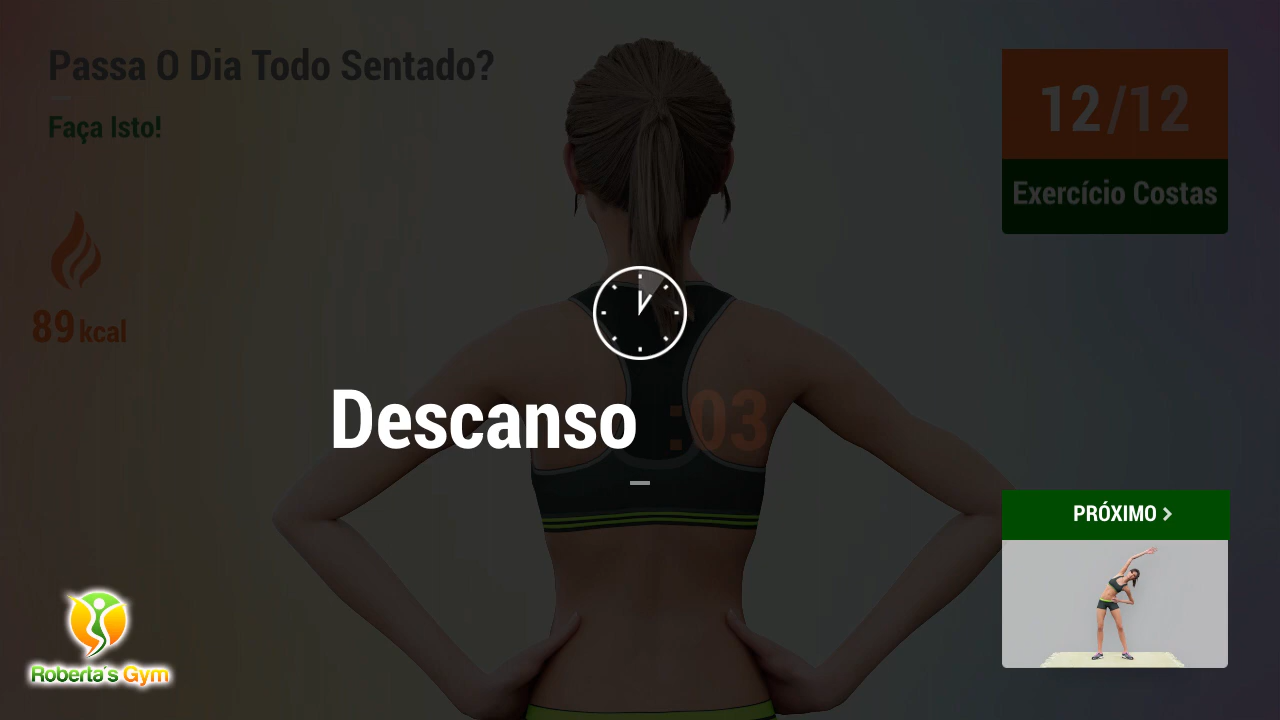 Passa O Dia Todo Sentado?
Faça Isto!
12/12
Exercício Costas
89 kcal
Descanso :03
PRÓXIMO >
Roberta's Gym